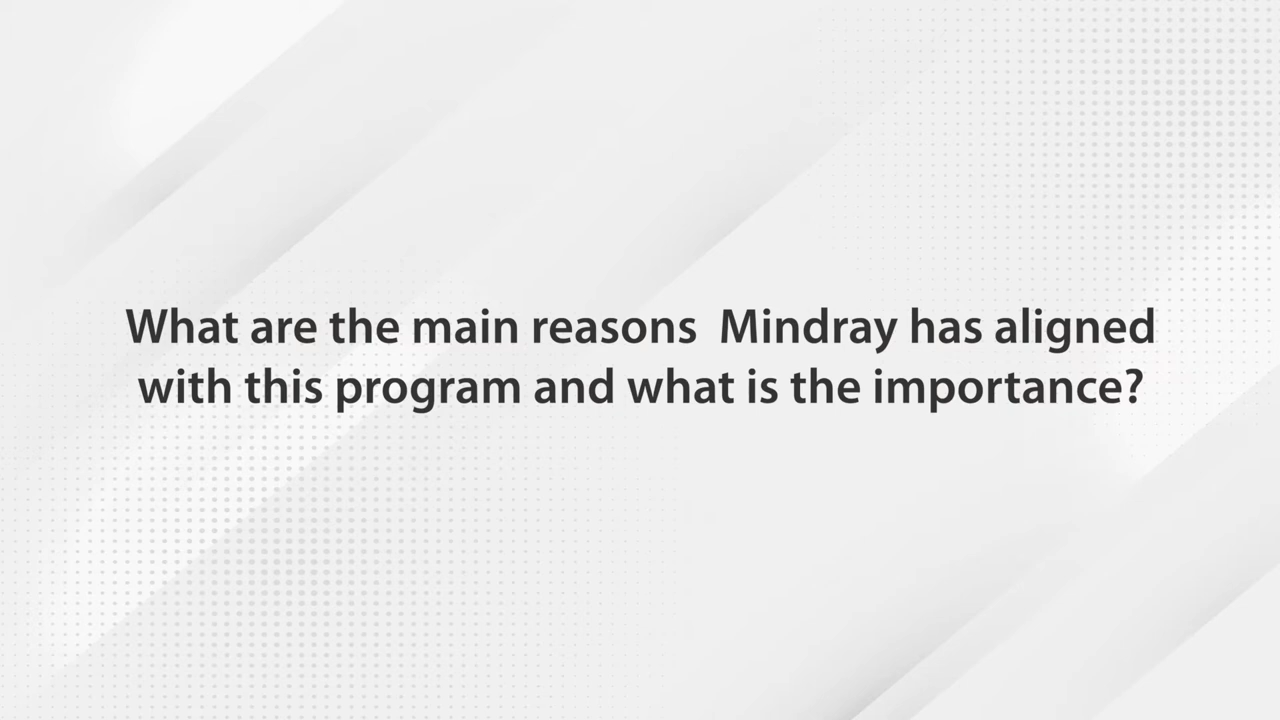 What are the main reasons  Mindray has aligned
with this program and what is the importance?